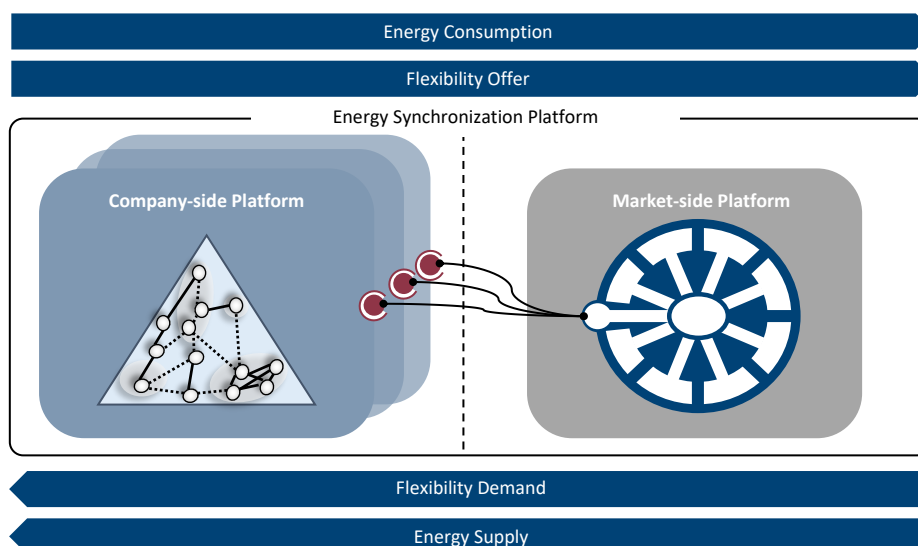 Energy Consumption
Flexibility Offer
Energy Synchronization Platform
Company-side Platform
Market-side Platform
Flexibility Demand
Energy Supply